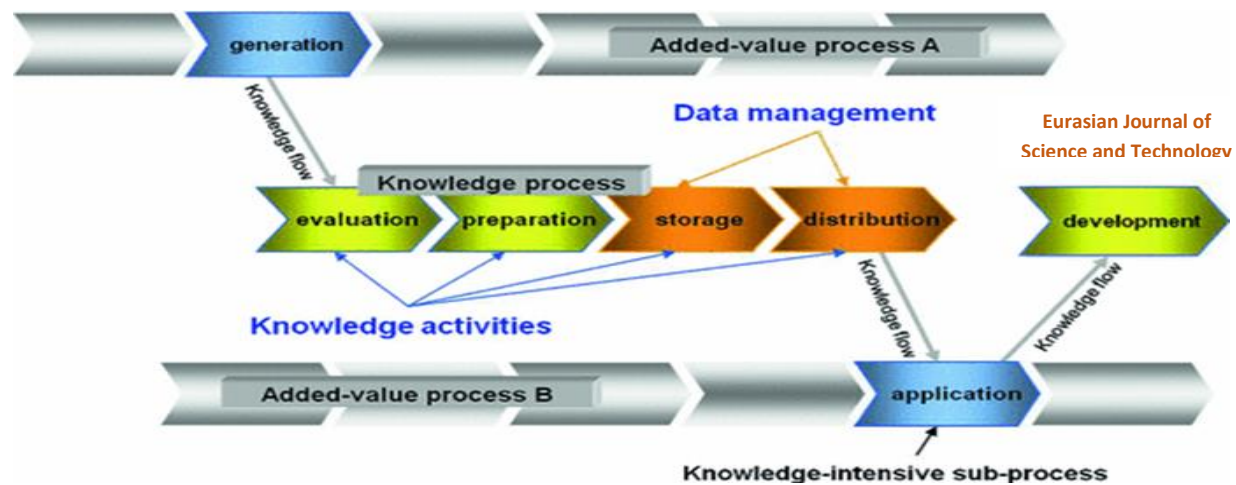 generation
Added-value process A
Knowledge flow
Data management
Eurasian Journal of
Science and Technology
Knowledge process
evaluation
preparation
storage
distribution
development
Knowledge activities
Knowledge flow
Knowledge flow
Added-value process B
application
Knowledge-intensive sub-process